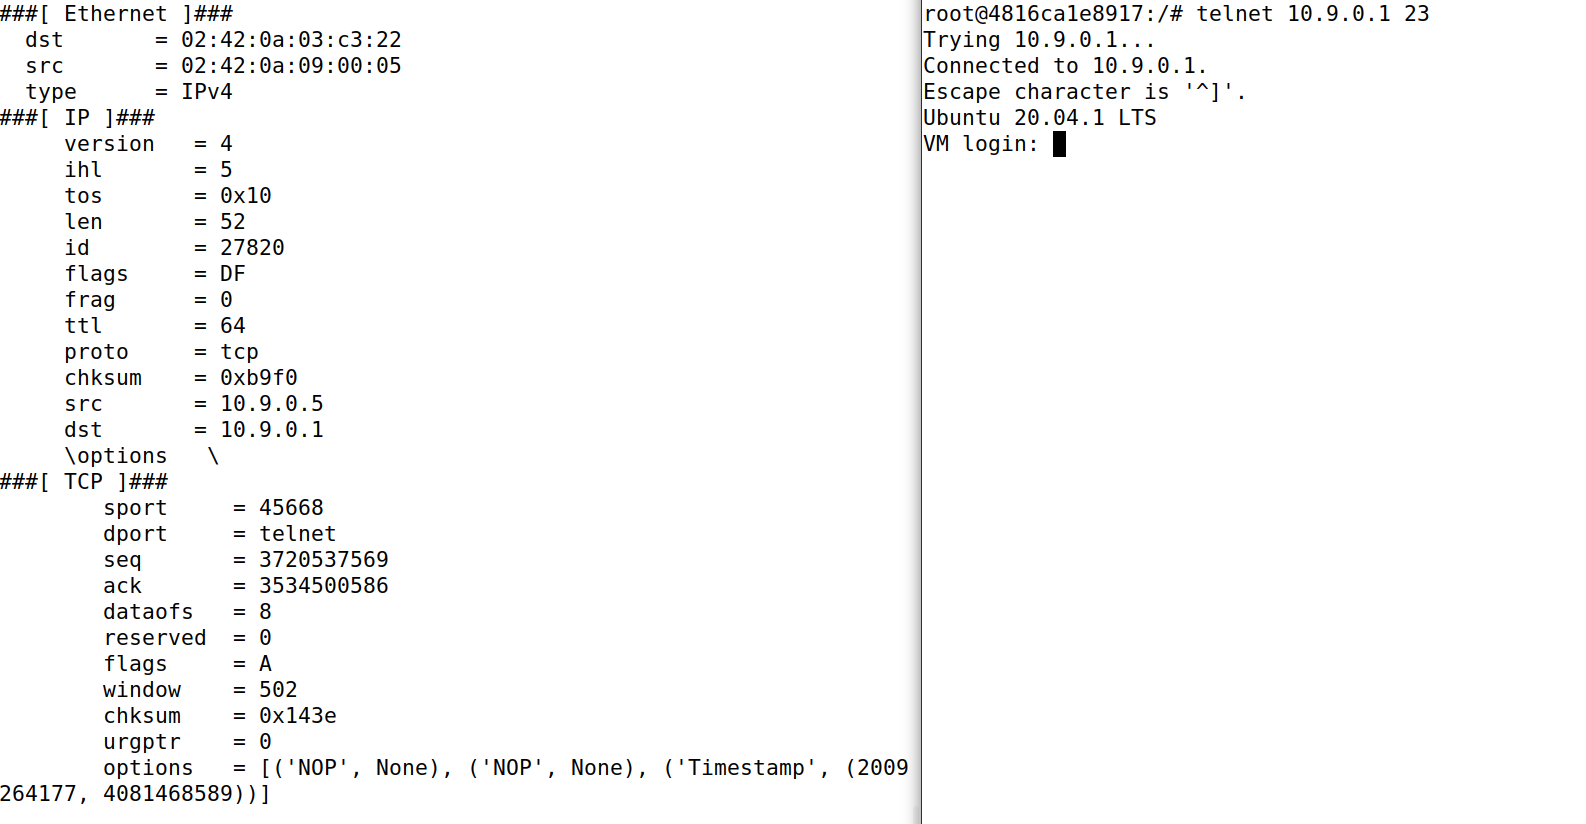 ###[ Ethernet ]###
  dst       = 02:42:0a:03:c3:22
  src       = 02:42:0a:09:00:05
  type      = IPv4
###[ IP ]###
     version   = 4
     ihl       = 5
     tos       = 0x10
     len       = 52
     id        = 27820
     flags     = DF
     frag      = 0
     ttl       = 64
     proto     = tcp
     chksum    = 0xb9f0
     src       = 10.9.0.5
     dst       = 10.9.0.1
     \options   \
###[ TCP ]###
        sport     = 45668
        dport     = telnet
        seq       = 3720537569
        ack       = 3534500586
        dataofs   = 8
        reserved  = 0
        flags     = A
        window    = 502
        chksum    = 0x143e
        urgptr    = 0
        options   = [('NOP', None), ('NOP', None), ('Timestamp', (2009
264177, 4081468589))]
root@4816ca1e8917:/# telnet 10.9.0.1 23
Trying 10.9.0.1...
Connected to 10.9.0.1.
Escape character is '^]'.
Ubuntu 20.04.1 LTS
VM login: